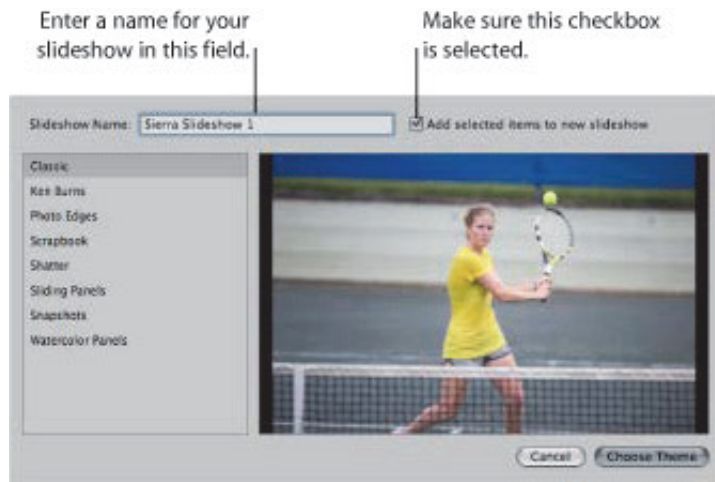 Enter a name for your
slideshow in this field.
Make sure this checkbox
is selected.
Slideshow Name: Sierra Slideshow 1
Add selected items to new slideshow
Classic
Ken Burns
Photo Edges
Scrapbook
Shatter
Sliding Panels
Snapshots
Watercolor Panels
Cancel
Choose Theme